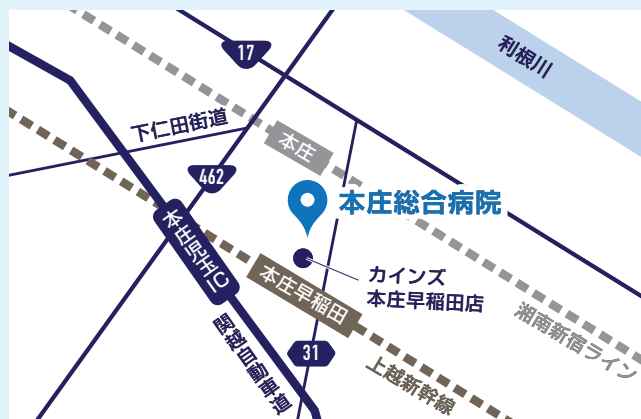 17
利根川
下仁田街道
本庄
462
本庄総合病院
本庄児玉IC
カインズ
本庄早稲田店
本庄早稲田
湘南新宿ライン
31
関越自動車道
上越新幹線